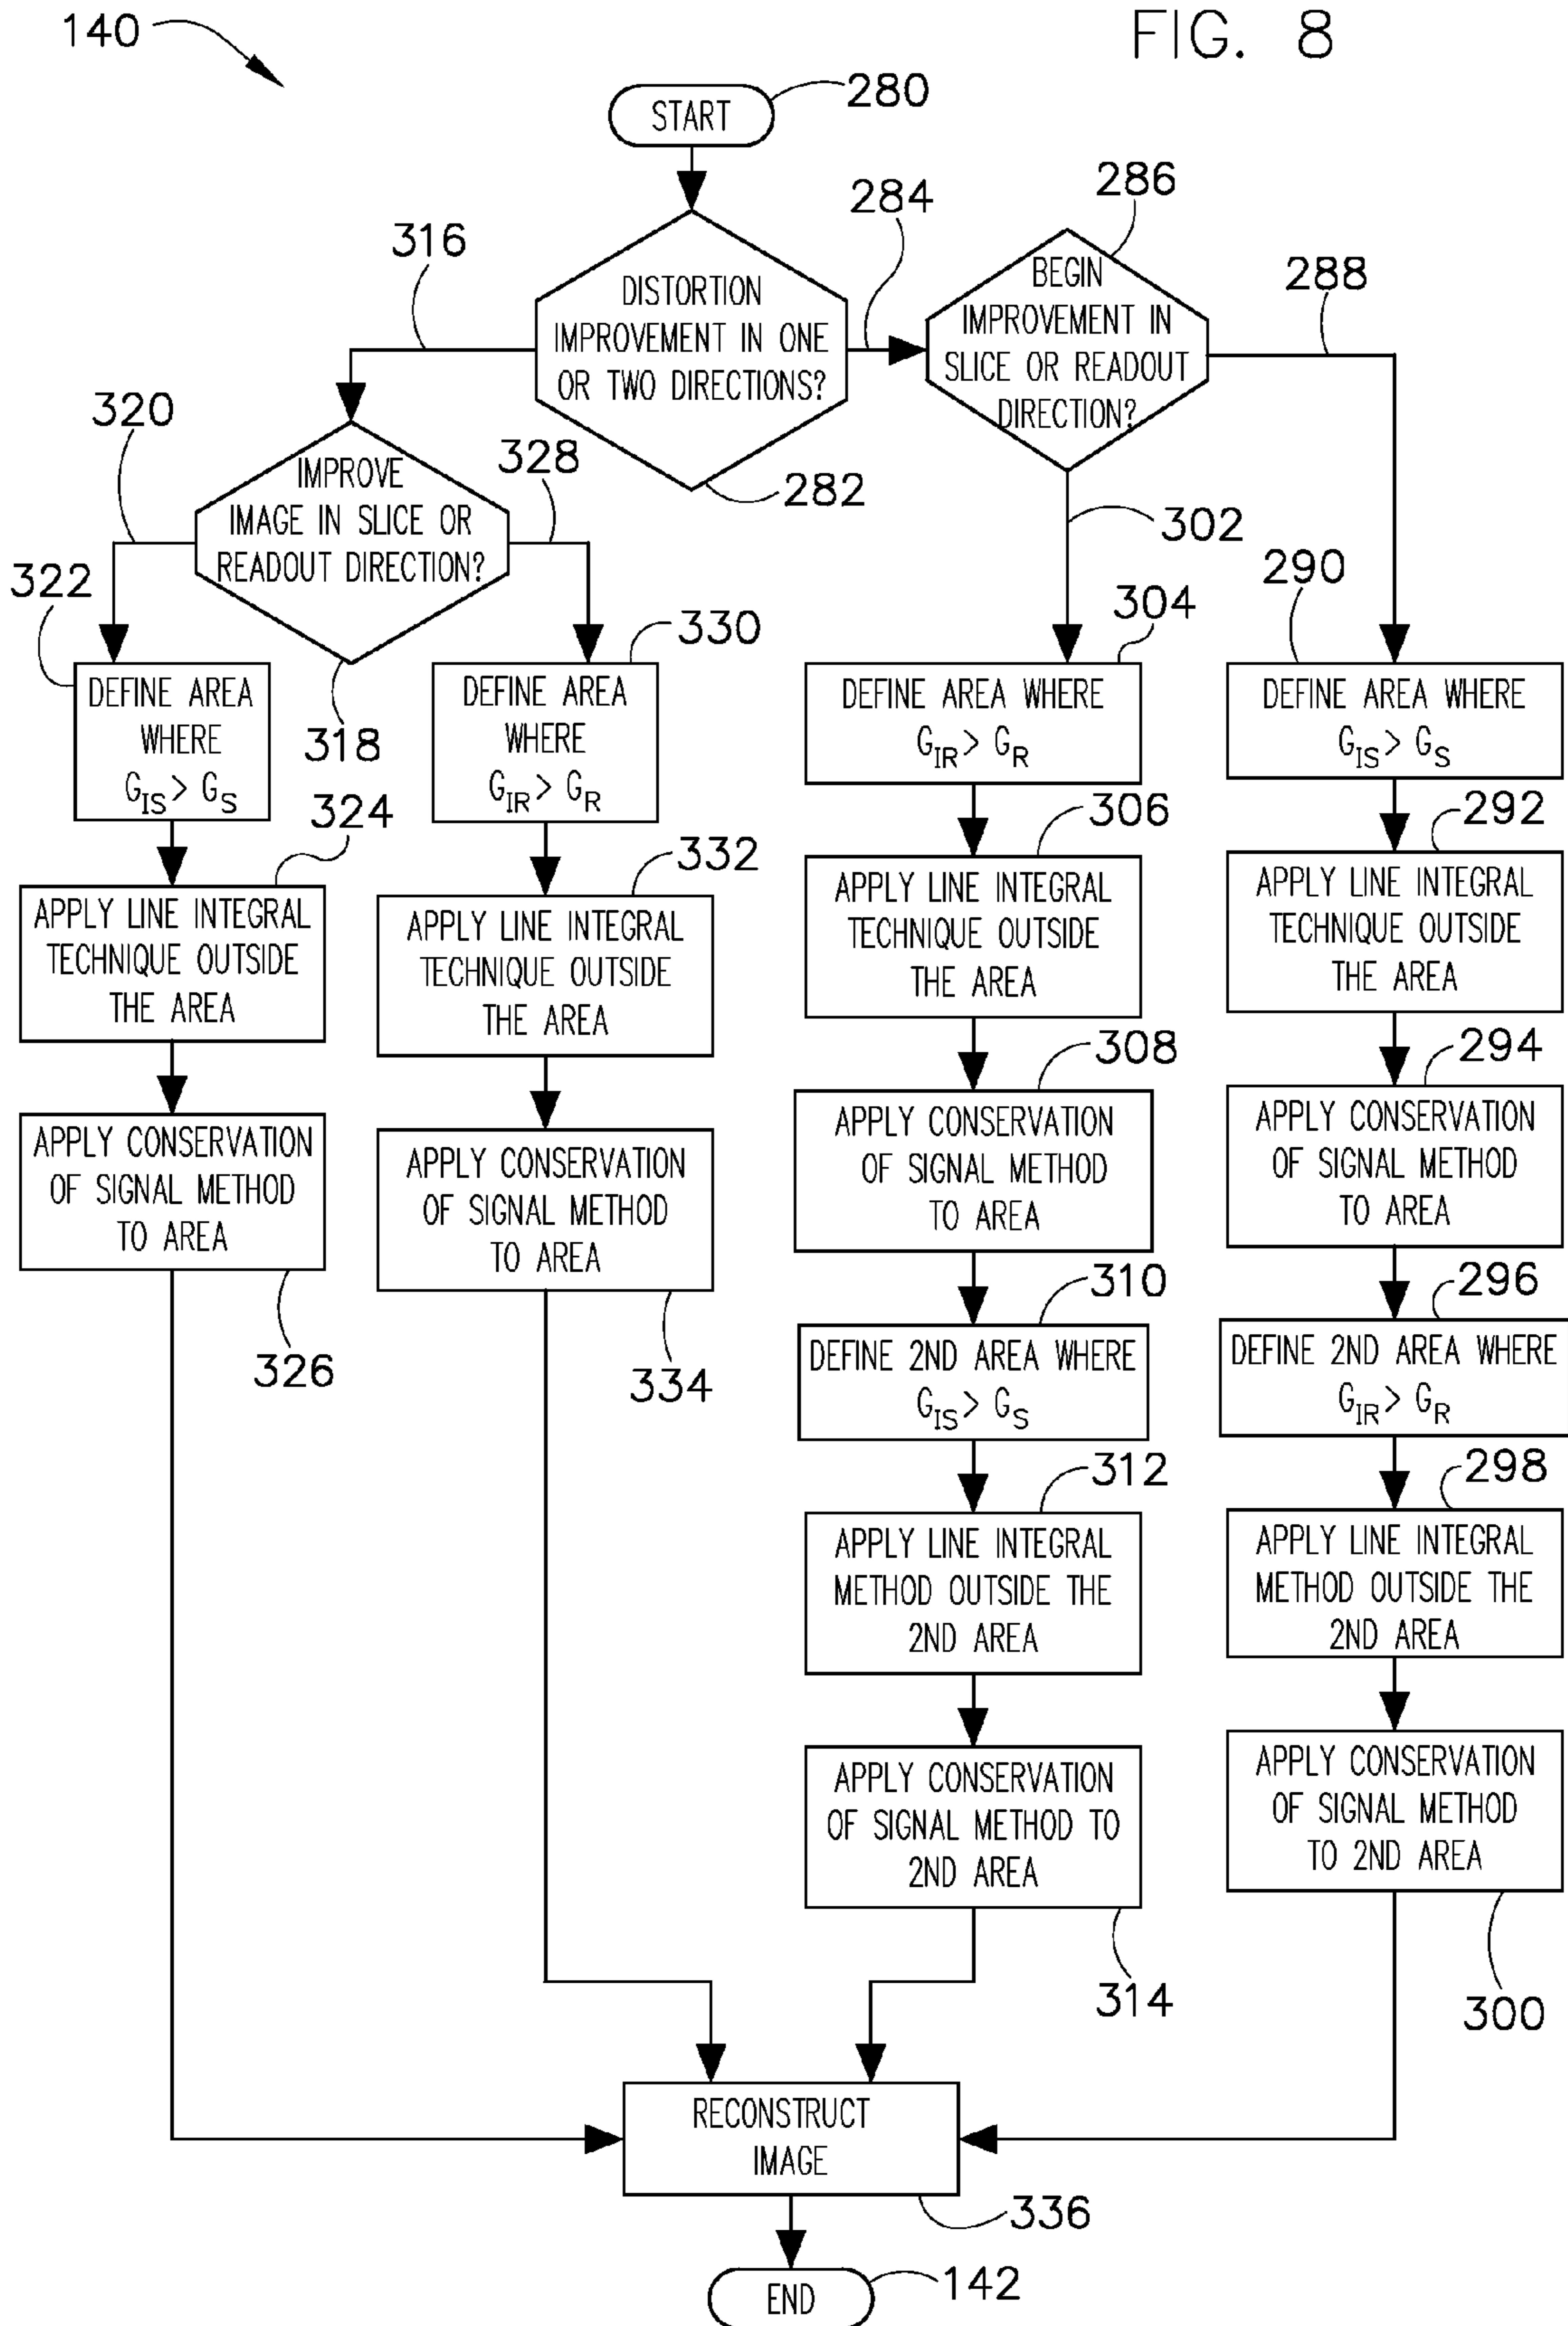 140
FIG. 8
START
280
284
286
316
DISTORTION
IMPROVEMENT IN ONE
OR TWO DIRECTIONS?
282
BEGIN
IMPROVEMENT IN
SLICE OR READOUT
DIRECTION?
288
320
IMPROVE
IMAGE IN SLICE OR
READOUT DIRECTION?
318
328
302
322
DEFINE AREA
WHERE
G_IS > G_S
324
APPLY LINE INTEGRAL
TECHNIQUE OUTSIDE
THE AREA
APPLY CONSERVATION
OF SIGNAL METHOD
TO AREA
326
330
DEFINE AREA
WHERE
G_IR > G_R
332
APPLY LINE INTEGRAL
TECHNIQUE OUTSIDE
THE AREA
APPLY CONSERVATION
OF SIGNAL METHOD
TO AREA
334
304
DEFINE AREA WHERE
G_IR > G_R
306
APPLY LINE INTEGRAL
TECHNIQUE OUTSIDE
THE AREA
308
APPLY CONSERVATION
OF SIGNAL METHOD
TO AREA
310
DEFINE 2ND AREA WHERE
G_IS > G_S
312
APPLY LINE INTEGRAL
METHOD OUTSIDE THE
2ND AREA
APPLY CONSERVATION
OF SIGNAL METHOD TO
2ND AREA
314
290
DEFINE AREA WHERE
G_IS > G_S
292
APPLY LINE INTEGRAL
TECHNIQUE OUTSIDE
THE AREA
294
APPLY CONSERVATION
OF SIGNAL METHOD
TO AREA
296
DEFINE 2ND AREA WHERE
G_IR > G_R
298
APPLY LINE INTEGRAL
METHOD OUTSIDE THE
2ND AREA
APPLY CONSERVATION
OF SIGNAL METHOD
TO 2ND AREA
300
RECONSTRUCT
IMAGE
336
END
142